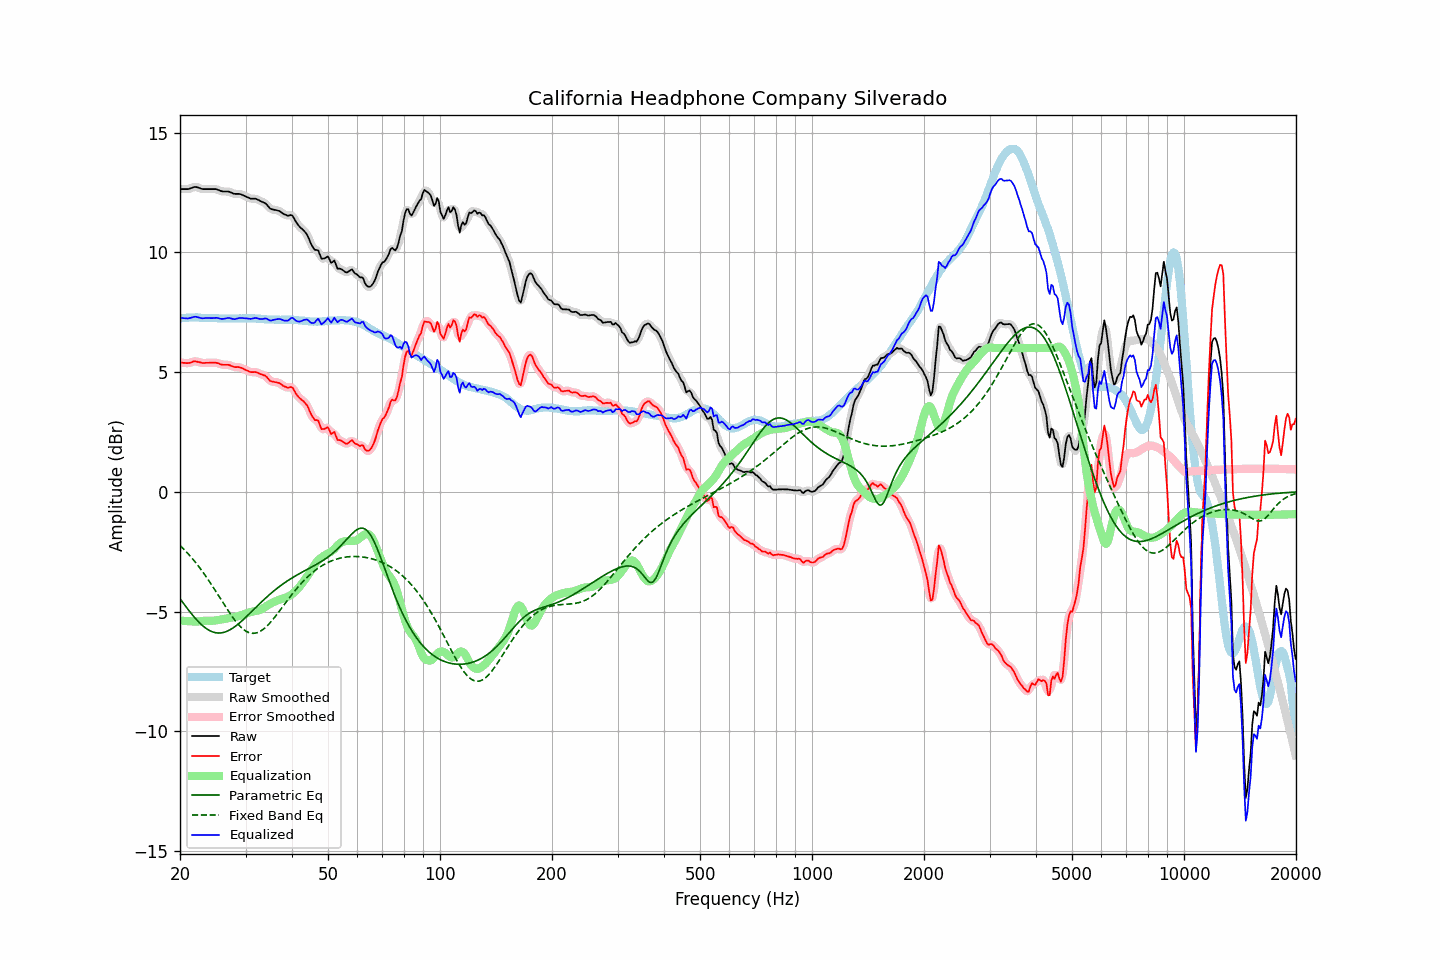 California Headphone Company Silverado
15
10
5
0
−5
−10
−15
Amplitude (dBr)
Target
Raw Smoothed
Error Smoothed
Raw
Error
Equalization
Parametric Eq
Fixed Band Eq
Equalized
20 50 100 200 500 1000 2000 5000 10000 20000
Frequency (Hz)